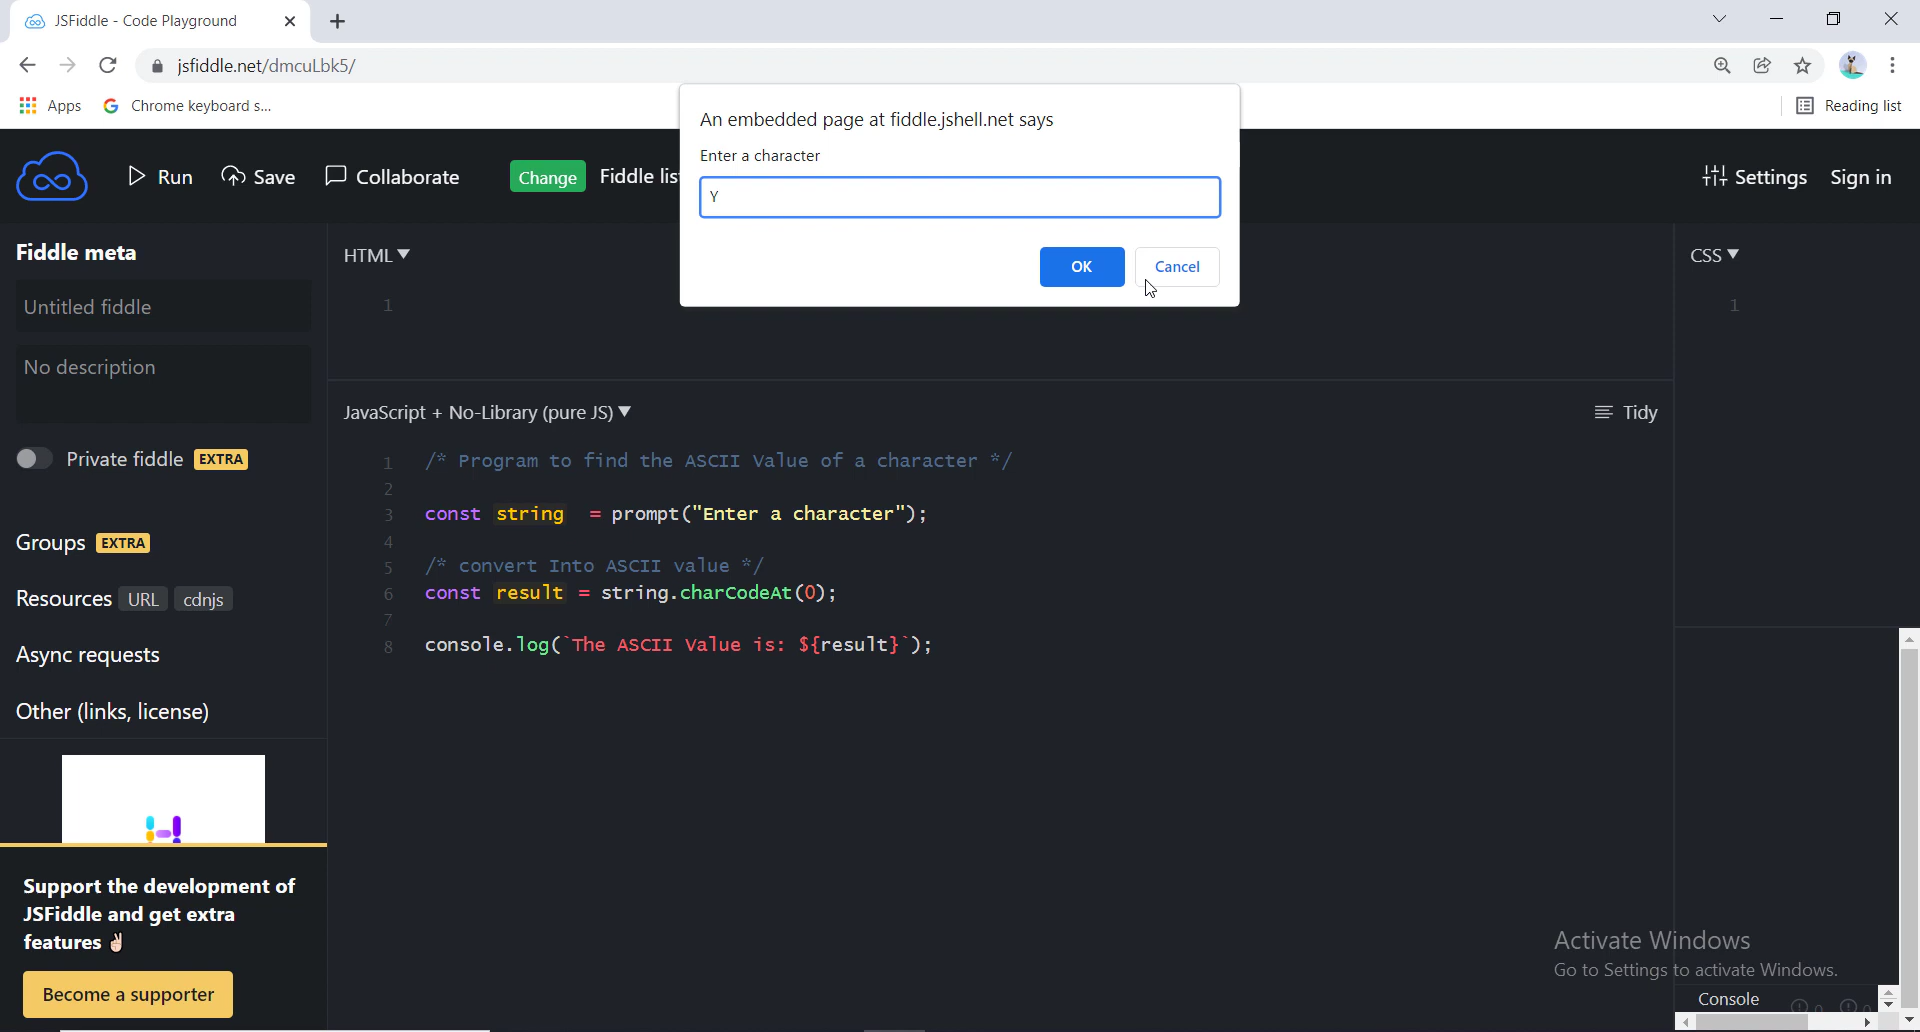 JSFiddle - Code Playground
jsfiddle.net/dmcuLbk5/
Apps
Chrome keyboard s...
Reading list
An embedded page at fiddle.jshell.net says
Enter a character
Y
OK
Cancel
Run
Save
Collaborate
Change
Fiddle list
Settings
Sign in
Fiddle meta
Untitled fiddle
No description
Private fiddle EXTRA
Groups EXTRA
Resources URL cdnjs
Async requests
Other (links, license)
Support the development of
JSFiddle and get extra
features ✌🏻
Become a supporter
HTML ▼
1
CSS ▼
1
JavaScript + No-Library (pure JS) ▼
Tidy
1 /* Program to find the ASCII Value of a character */
2
3 const string  = prompt("Enter a character");
4
5 /* convert Into ASCII value */
6 const result = string.charCodeAt(0);
7
8 console.log(`The ASCII Value is: ${result}`);
Activate Windows
Go to Settings to activate Windows.
Console